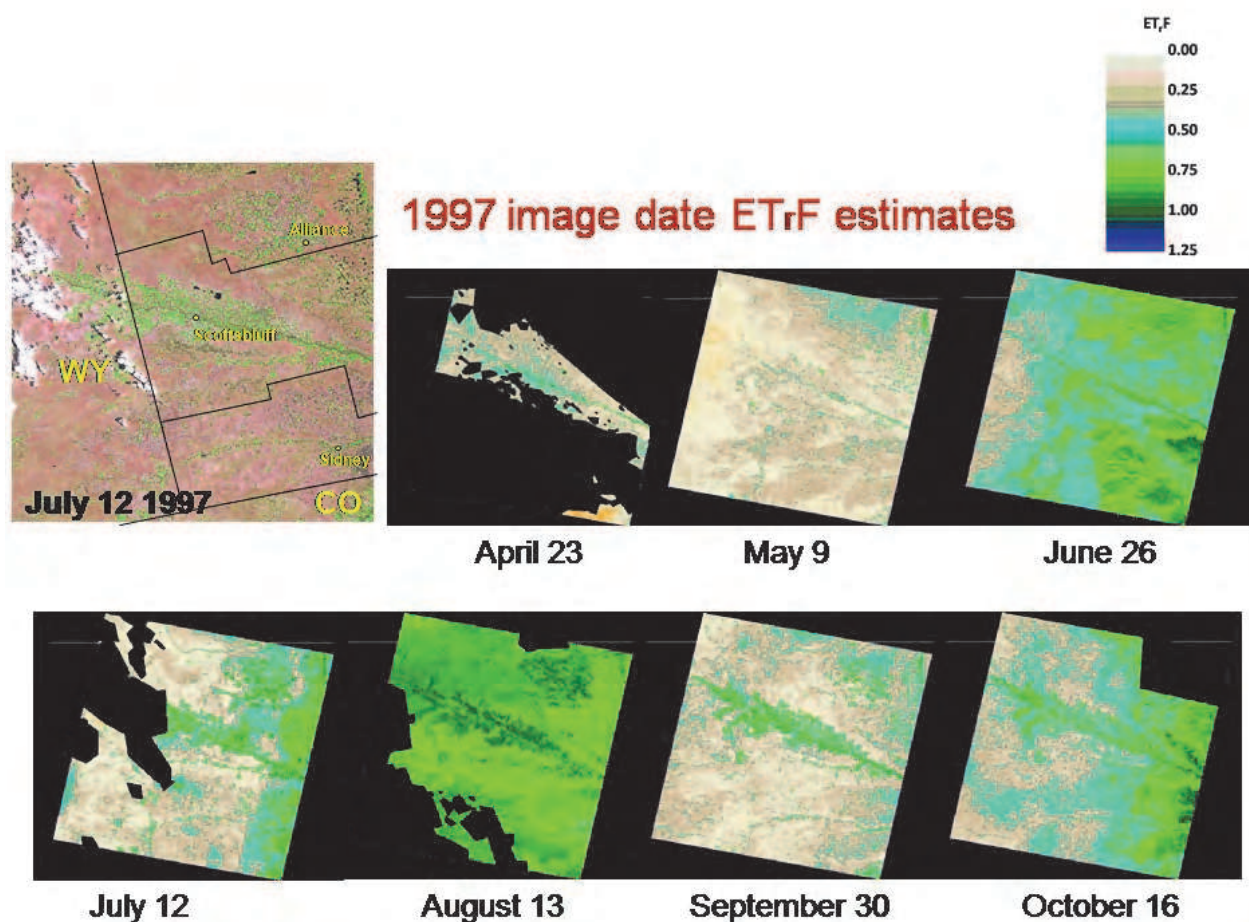 ETrF
0.00
0.25
0.50
0.75
1.00
1.25
1997 image date ETrF estimates
Alliance
Scottsbluff
WY
Sidney
July 12 1997
CO
April 23
May 9
June 26
July 12
August 13
September 30
October 16